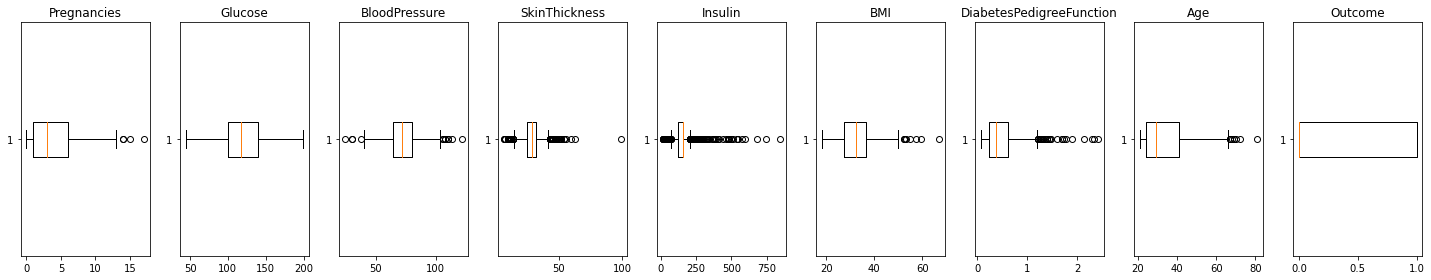 Pregnancies Glucose BloodPressure SkinThickness Insulin BMI DiabetesPedigreeFunction Age Outcome
1 1 1 1 1 1 1 1 1
0 5 10 15 50 100 150 200 50 100 50 100 0 250 500 750 20 40 60 0 1 2 20 40 60 80 0.0 0.5 1.0